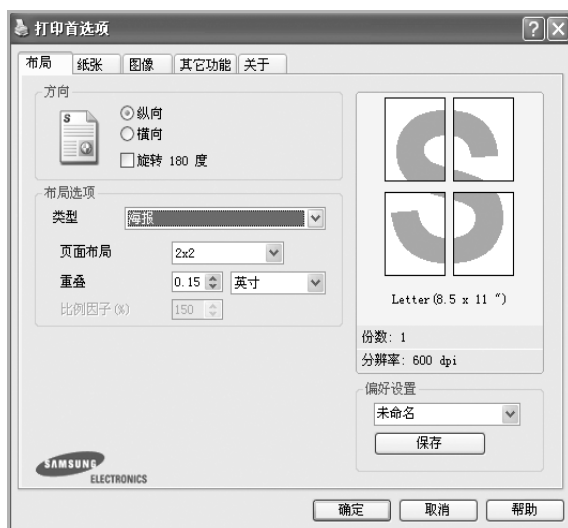 打印首选项
布局 纸张 图像 其它功能 关于
方向
S
纵向
横向
旋转 180 度
布局选项
类型 海报
页面布局 2x2
重叠 0.15 英寸
比例因子(%) 150
S
Letter(8.5 x 11 ")
份数: 1
分辨率: 600 dpi
偏好设置
未命名
保存
SAMSUNG
ELECTRONICS
确定 取消 帮助